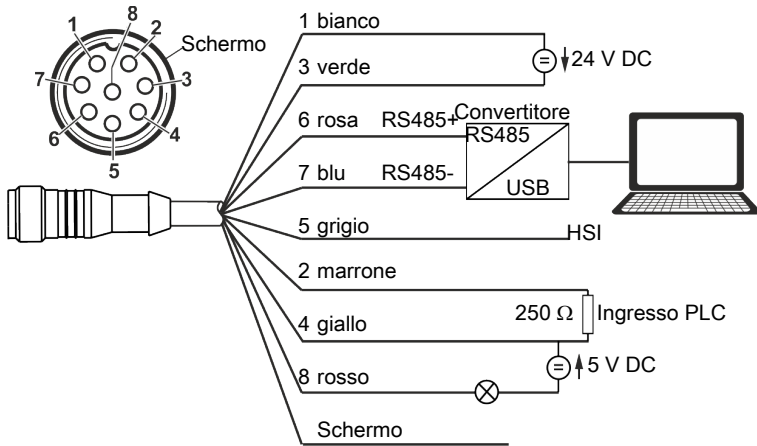 8
1
2
Schermo
7
3
6
4
5
1 bianco
24 V DC
3 verde
6 rosa
RS485+
Convertitore
RS485
USB
7 blu
RS485-
5 grigio
HSI
2 marrone
250 Ω
Ingresso PLC
4 giallo
5 V DC
8 rosso
Schermo